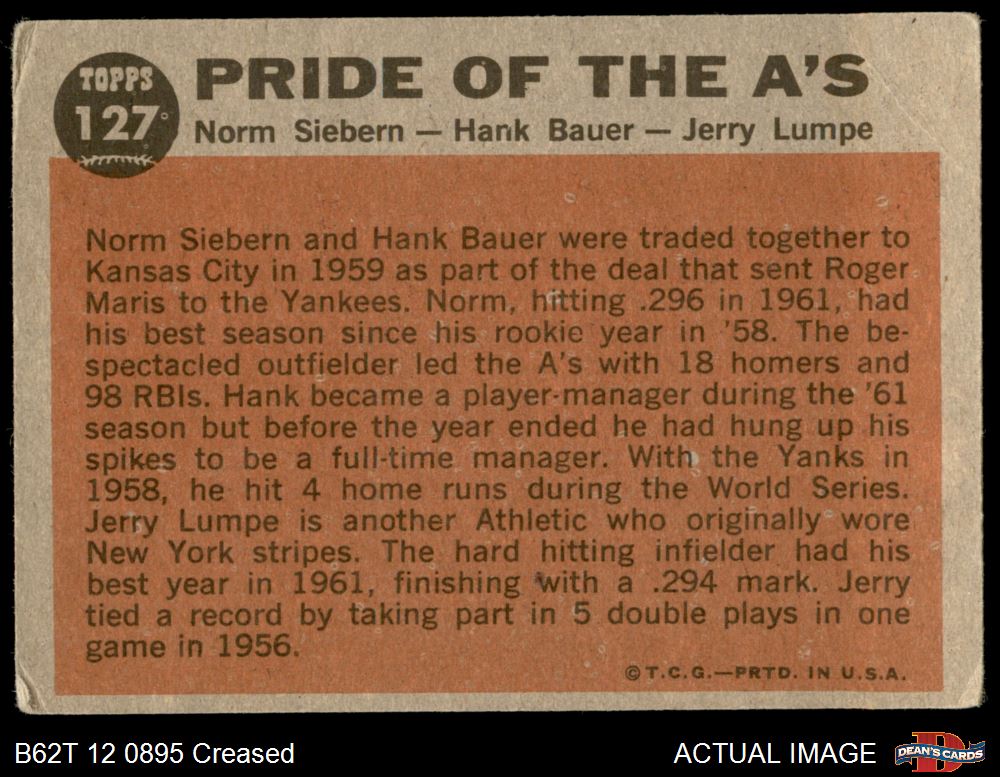 TOPPS
127
PRIDE OF THE A'S
Norm Siebern — Hank Bauer — Jerry Lumpe
Norm Siebern and Hank Bauer were traded together to
Kansas City in 1959 as part of the deal that sent Roger
Maris to the Yankees. Norm, hitting .296 in 1961, had
his best season since his rookie year in '58. The be-
spectacled outfielder led the A's with 18 homers and
98 RBIs. Hank became a player-manager during the '61
season but before the year ended he had hung up his
spikes to be a full-time manager. With the Yanks in
1958, he hit 4 home runs during the World Series.
Jerry Lumpe is another Athletic who originally wore
New York stripes. The hard hitting infielder had his
best year in 1961, finishing with a .294 mark. Jerry
tied a record by taking part in 5 double plays in one
game in 1956.
© T.C.G.—PRTD. IN U.S.A.
B62T 12 0895 Creased
ACTUAL IMAGE
DEAN'S CARDS